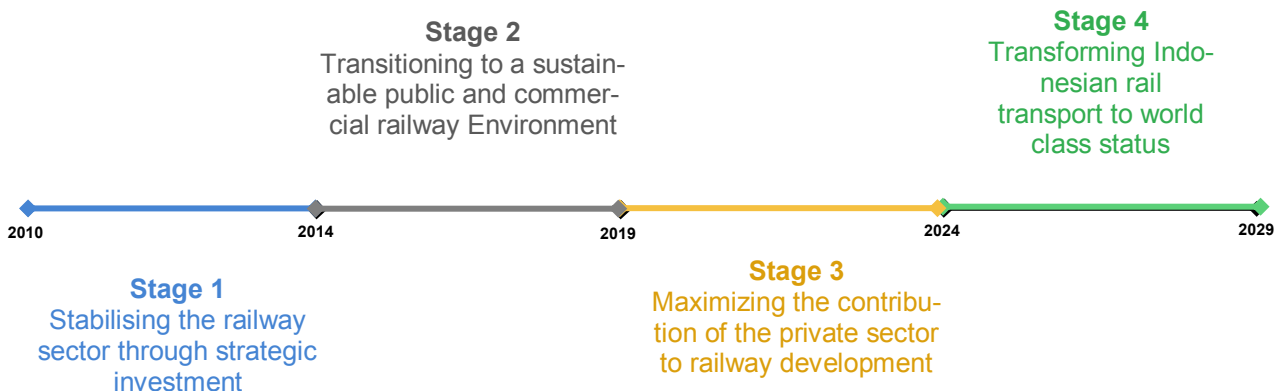 Stage 2
Transitioning to a sustain-
able public and commer-
cial railway Environment
Stage 4
Transforming Indo-
nesian rail
transport to world
class status
2010
2014
2019
2024
2029
Stage 1
Stabilising the railway
sector through strategic
investment
Stage 3
Maximizing the contribu-
tion of the private sector
to railway development